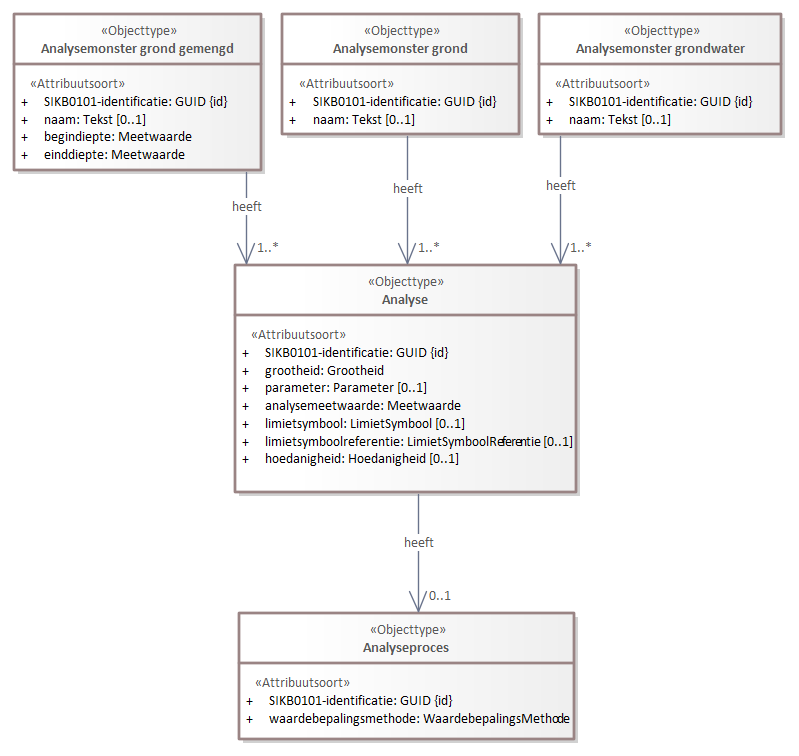 «Objecttype»
Analysemonster grond gemengd
«Attribuutsoort»
+ SIKB0101-identificatie: GUID {id}
+ naam: Tekst [0..1]
+ begindiepte: Meetwaarde
+ einddiepte: Meetwaarde
«Objecttype»
Analysemonster grond
«Attribuutsoort»
+ SIKB0101-identificatie: GUID {id}
+ naam: Tekst [0..1]
«Objecttype»
Analysemonster grondwater
«Attribuutsoort»
+ SIKB0101-identificatie: GUID {id}
+ naam: Tekst [0..1]
heeft
1..*
heeft
1..*
heeft
1..*
«Objecttype»
Analyse
«Attribuutsoort»
+ SIKB0101-identificatie: GUID {id}
+ grootheid: Grootheid
+ parameter: Parameter [0..1]
+ analysemeetwaarde: Meetwaarde
+ limietsymbool: LimietSymbool [0..1]
+ limietsymboolreferentie: LimietSymboolReferentie [0..1]
+ hoedanigheid: Hoedanigheid [0..1]
heeft
0..1
«Objecttype»
Analyseproces
«Attribuutsoort»
+ SIKB0101-identificatie: GUID {id}
+ waardebepalingsmethode: WaardebepalingsMethode